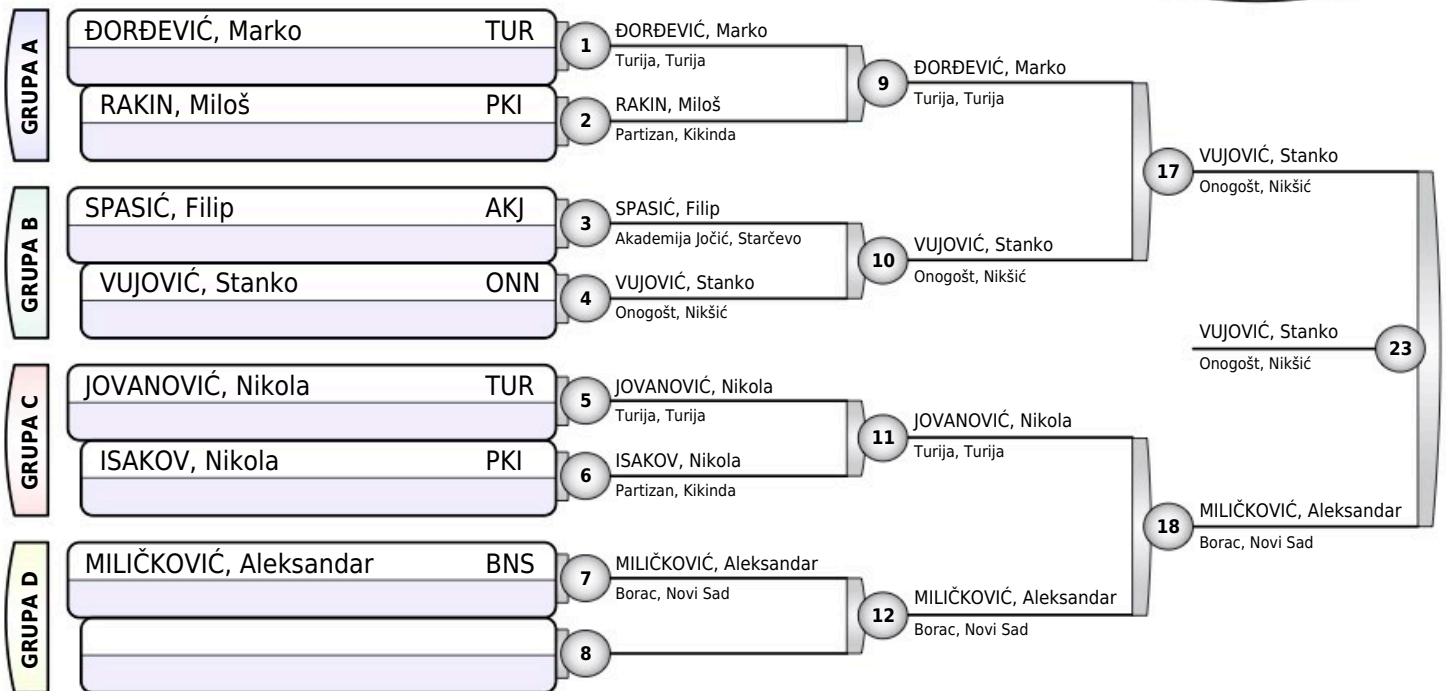 GRUPA A
ĐORĐEVIĆ, Marko TUR
RAKIN, Miloš PKI
GRUPA B
SPASIĆ, Filip AKJ
VUJOVIĆ, Stanko ONN
GRUPA C
JOVANOVIĆ, Nikola TUR
ISAKOV, Nikola PKI
GRUPA D
MILIČKOVIĆ, Aleksandar BNS
1
ĐORĐEVIĆ, Marko
Turija, Turija
2
RAKIN, Miloš
Partizan, Kikinda
3
SPASIĆ, Filip
Akademija Jočić, Starčevo
4
VUJOVIĆ, Stanko
Onogošt, Nikšić
5
JOVANOVIĆ, Nikola
Turija, Turija
6
ISAKOV, Nikola
Partizan, Kikinda
7
MILIČKOVIĆ, Aleksandar
Borac, Novi Sad
8
9
ĐORĐEVIĆ, Marko
Turija, Turija
10
VUJOVIĆ, Stanko
Onogošt, Nikšić
11
JOVANOVIĆ, Nikola
Turija, Turija
12
MILIČKOVIĆ, Aleksandar
Borac, Novi Sad
17
VUJOVIĆ, Stanko
Onogošt, Nikšić
18
MILIČKOVIĆ, Aleksandar
Borac, Novi Sad
VUJOVIĆ, Stanko
Onogošt, Nikšić
23